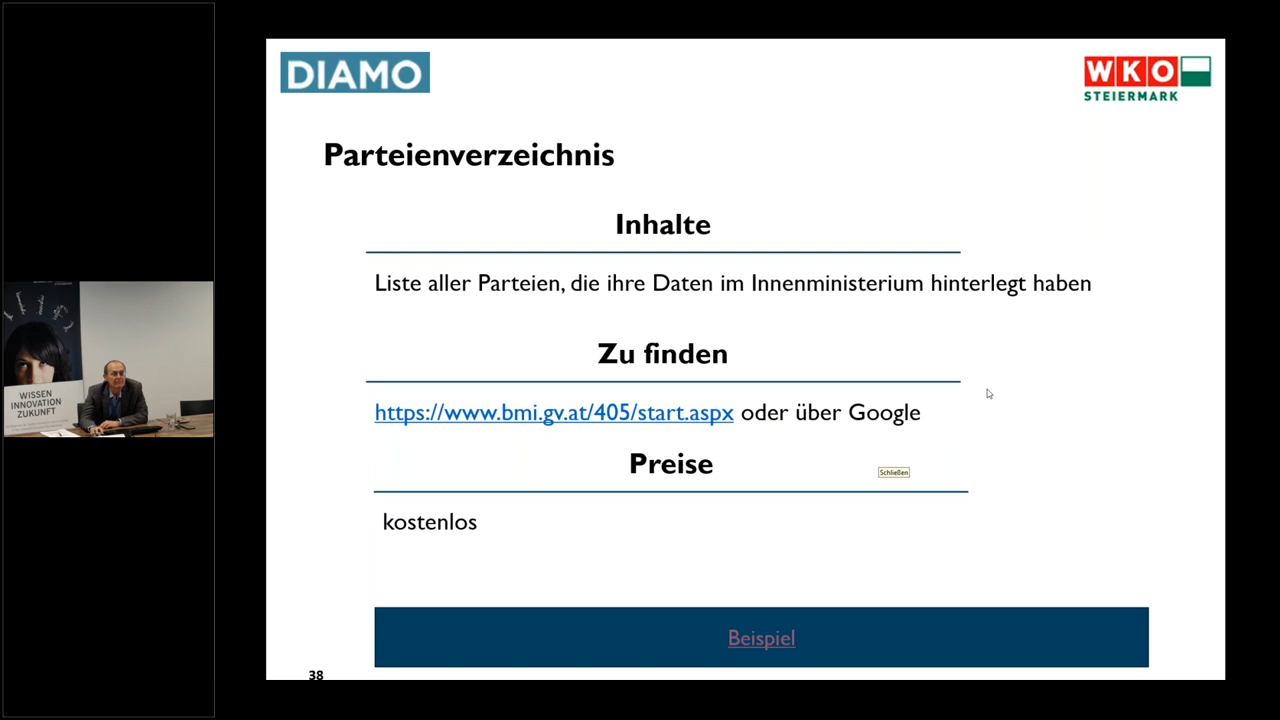 DIAMO
WKO
STEIERMARK
Parteienverzeichnis
Inhalte
Liste aller Parteien, die ihre Daten im Innenministerium hinterlegt haben
Zu finden
https://www.bmi.gv.at/405/start.aspx oder über Google
Preise
Schließen
kostenlos
Beispiel
38
WISSEN
INNOVATION
ZUKUNFT